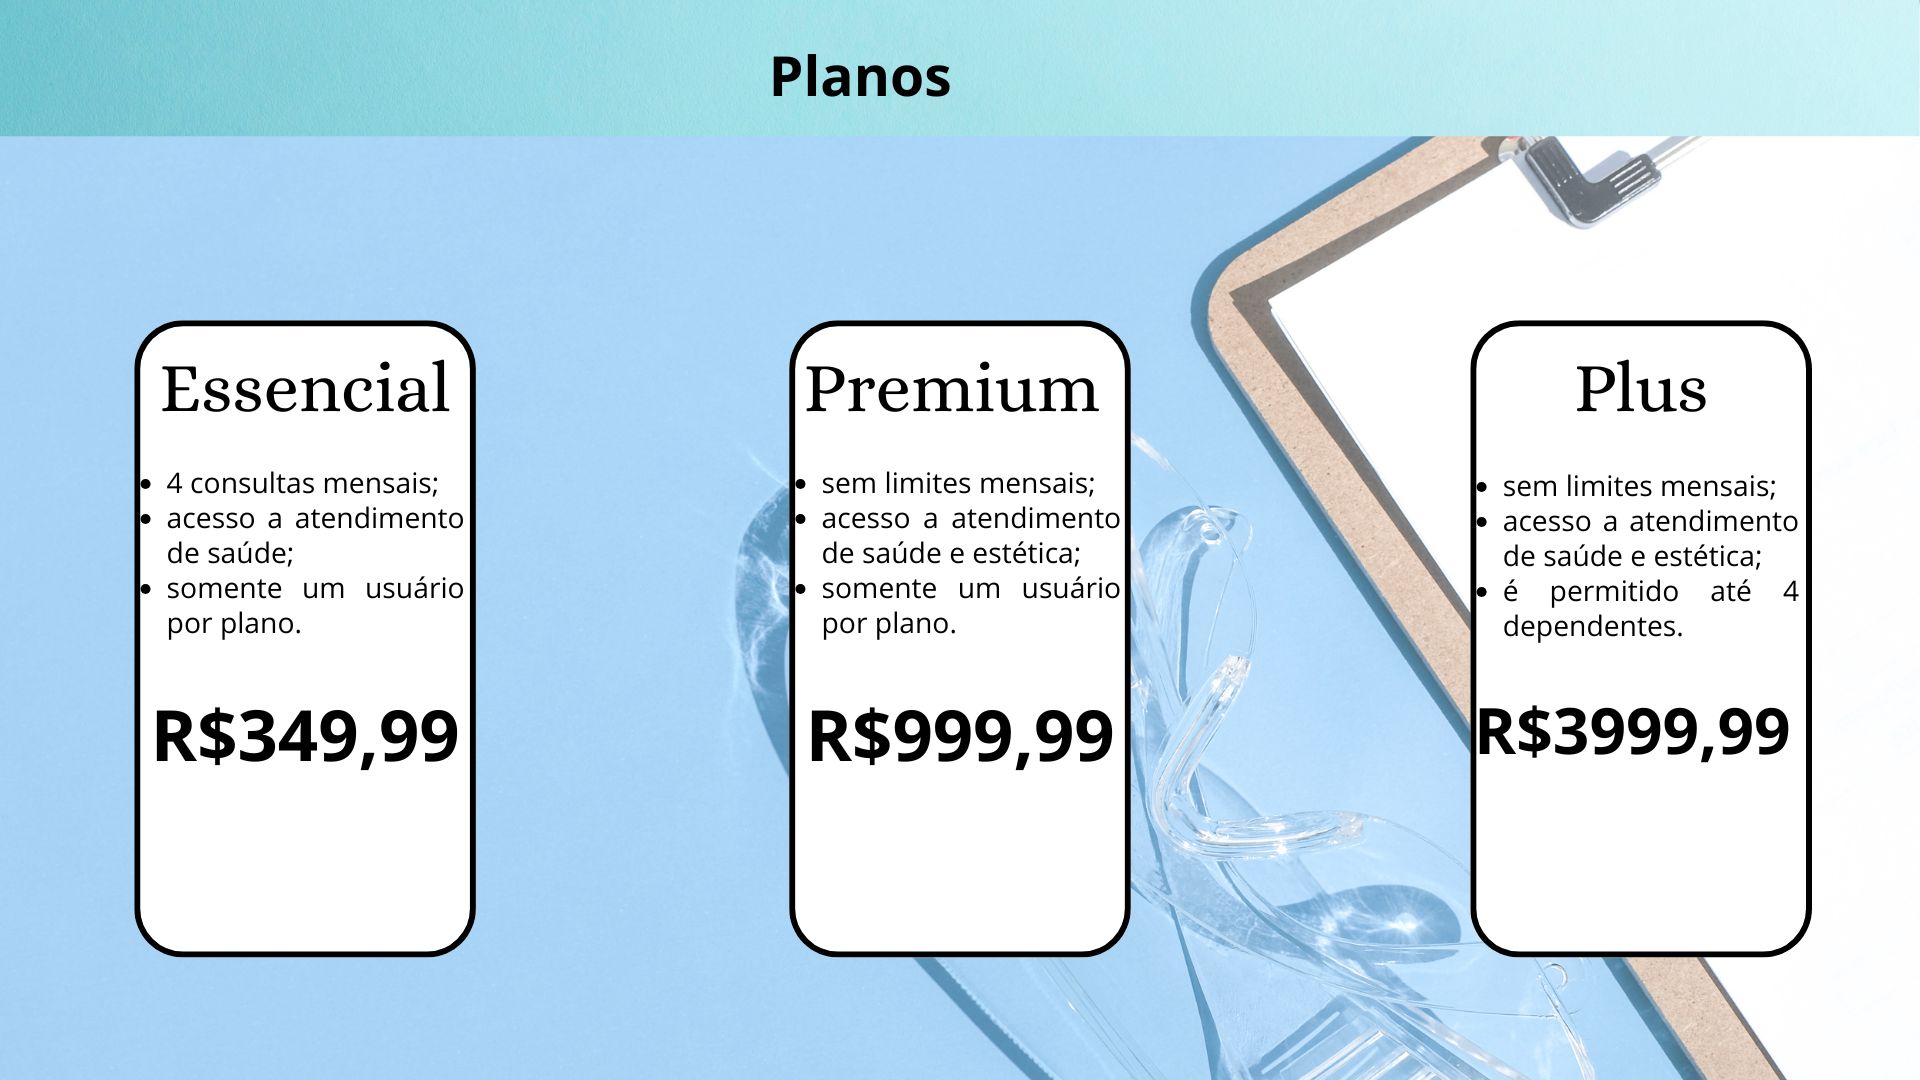 Planos
Essencial
• 4 consultas mensais;
• acesso a atendimento
de saúde;
• somente um usuário
por plano.
R$349,99
Premium
• sem limites mensais;
• acesso a atendimento
de saúde e estética;
• somente um usuário
por plano.
R$999,99
Plus
• sem limites mensais;
• acesso a atendimento
de saúde e estética;
• é permitido até 4
dependentes.
R$3999,99